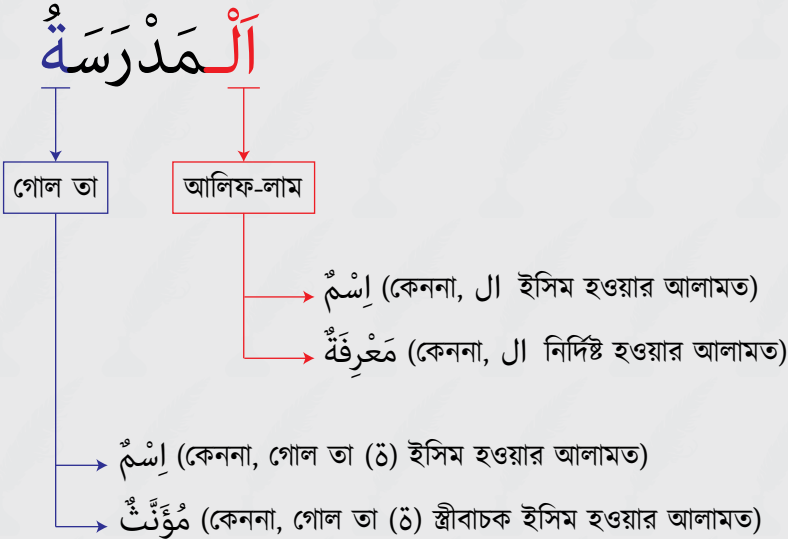 اَلْـمَدْرَسَةُ
গোল তা
আলিফ-লাম
اِسْمٌ (কেননা, ال ইসিম হওয়ার আলামত)
مَعْرِفَةٌ (কেননা, ال নির্দিষ্ট হওয়ার আলামত)
اِسْمٌ (কেননা, গোল তা (ة) ইসিম হওয়ার আলামত)
مُؤَنَّثٌ (কেননা, গোল তা (ة) স্ত্রীবাচক ইসিম হওয়ার আলামত)